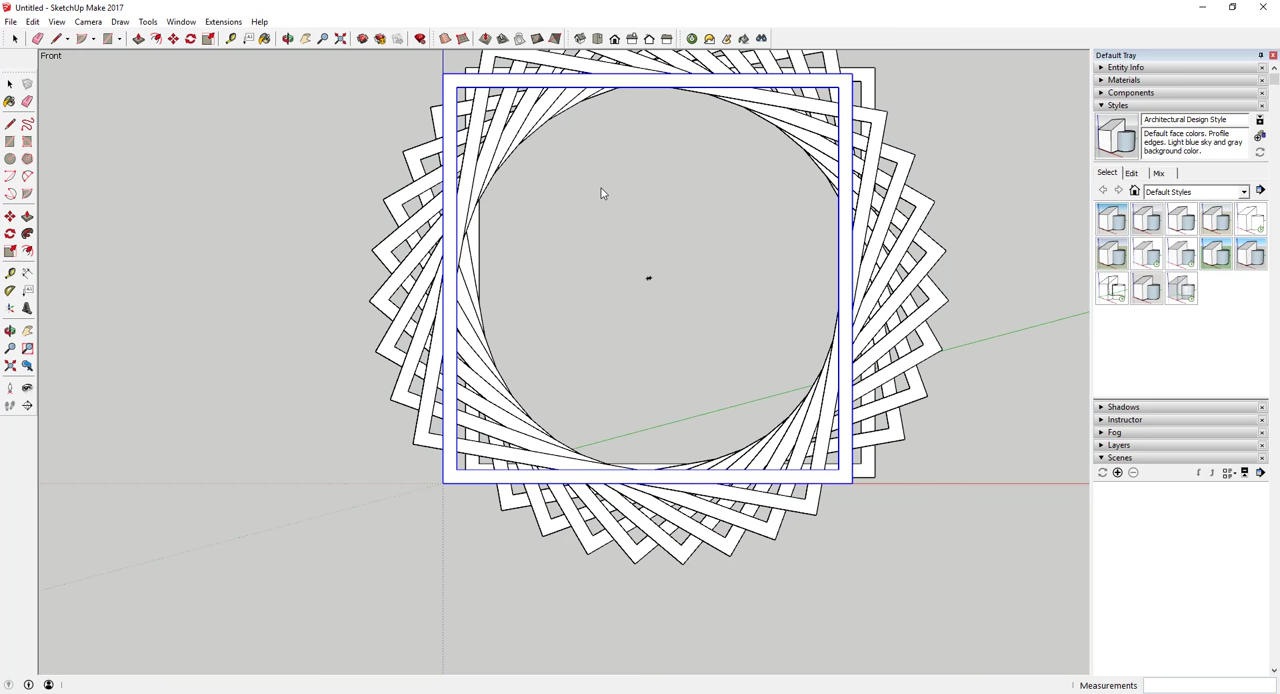 Untitled - SketchUp Make 2017
File Edit View Camera Draw Tools Window Extensions Help
Front
Default Tray
Entity Info
Materials
Components
Styles
Architectural Design Style
Default face colors. Profile
edges. Light blue sky and gray
background color.
Select Edit Mix
Default Styles
Shadows
Instructor
Fog
Layers
Scenes
Measurements